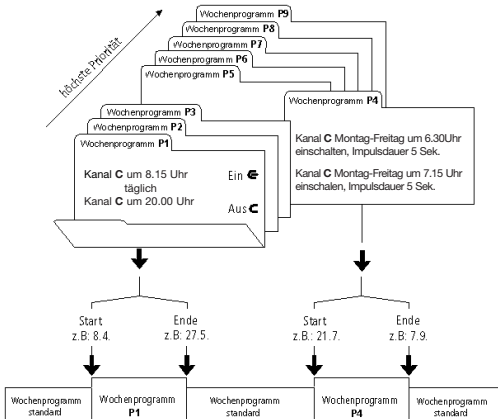 höchste Priorität
Wochenprogramm P9
Wochenprogramm P8
Wochenprogramm P7
Wochenprogramm P6
Wochenprogramm P5
Wochenprogramm P4
Wochenprogramm P3
Wochenprogramm P2
Wochenprogramm P1
Kanal C um 8.15 Uhr
täglich
Kanal C um 20.00 Uhr
Ein
Aus
Kanal C Montag-Freitag um 6.30Uhr
einschalten, Impulsdauer 5 Sek.
Kanal C Montag-Freitag um 7.15 Uhr
einschalen, Impulsdauer 5 Sek.
Start
z.B: 8.4.
Ende
z.B: 27.5.
Start
z.B.: 21.7.
Ende
z.B: 7.9.
Wochenprogramm
standard
Wochenprogramm
P1
Wochenprogramm
standard
Wochenprogramm
P4
Wochenprogramm
standard